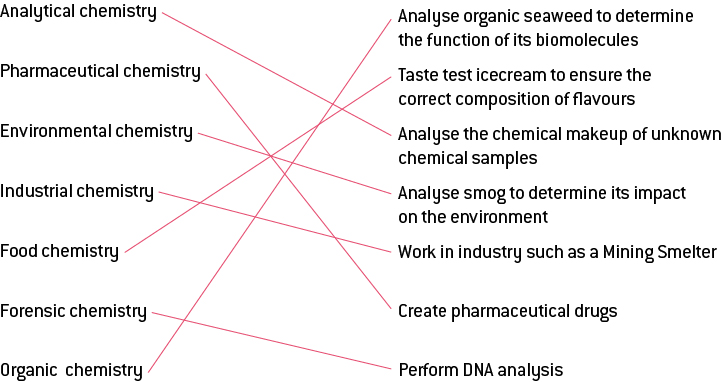 Analytical chemistry
Pharmaceutical chemistry
Environmental chemistry
Industrial chemistry
Food chemistry
Forensic chemistry
Organic chemistry
Analyse organic seaweed to determine
the function of its biomolecules
Taste test icecream to ensure the
correct composition of flavours
Analyse the chemical makeup of unknown
chemical samples
Analyse smog to determine its impact
on the environment
Work in industry such as a Mining Smelter
Create pharmaceutical drugs
Perform DNA analysis